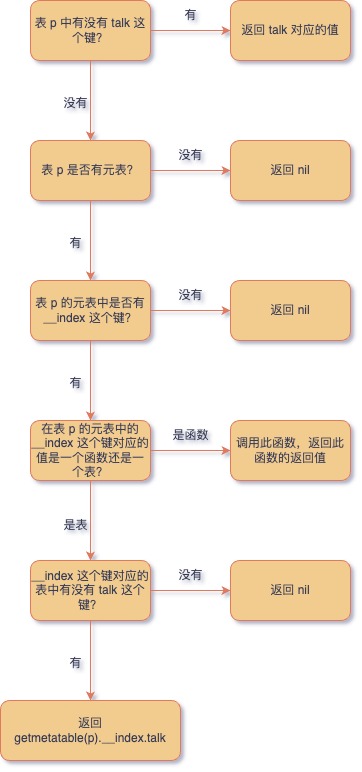 表 p 中有没有 talk 这
个键?
有
返回 talk 对应的值
没有
表 p 是否有元表?
没有
返回 nil
有
表 p 的元表中是否有
__index 这个键?
没有
返回 nil
有
在表 p 的元表中的
__index 这个键对应的
值是一个函数还是一
个表?
是函数
调用此函数，返回此
函数的返回值
是表
__index 这个键对应的
表中有没有 talk 这个
键?
没有
返回 nil
有
返回
getmetatable(p).__index.talk